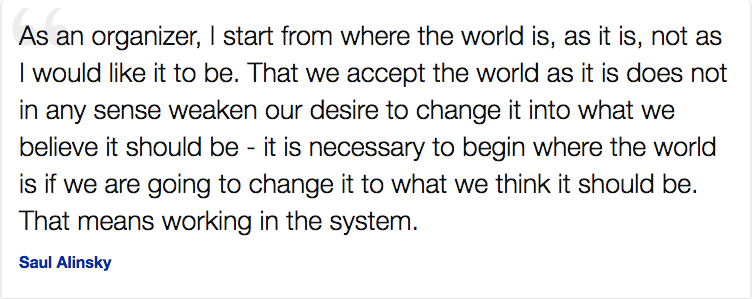 As an organizer, I start from where the world is, as it is, not as
I would like it to be. That we accept the world as it is does not
in any sense weaken our desire to change it into what we
believe it should be - it is necessary to begin where the world
is if we are going to change it to what we think it should be.
That means working in the system.
Saul Alinsky